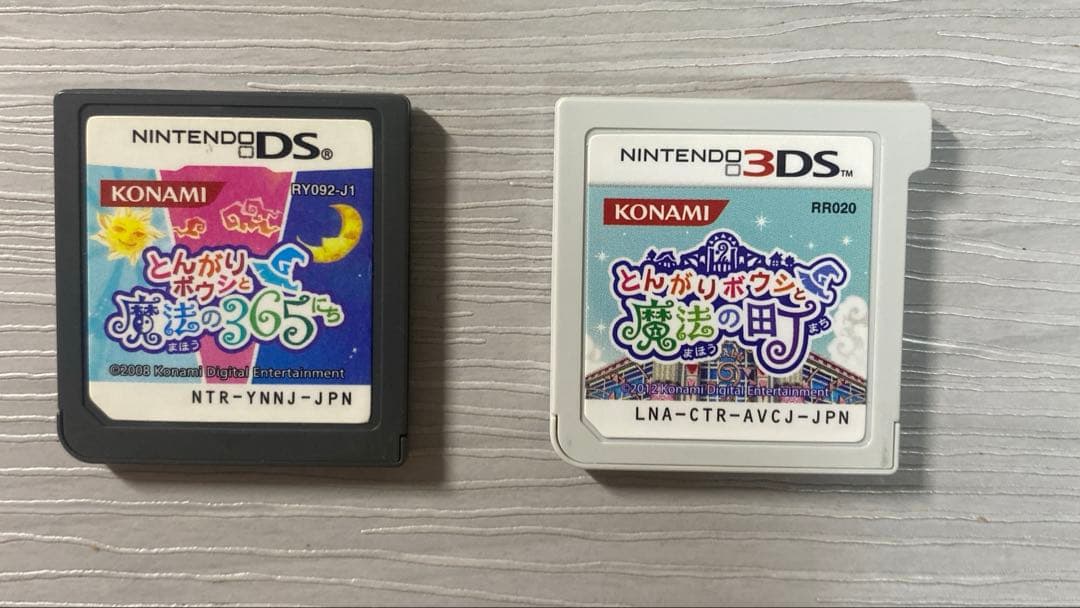 NINTENDO DS®
KONAMI
RY092-J1
とんがり
ボウシと
魔法の365にち
まほう
©2008 Konami Digital Entertainment
NTR-YNNJ-JPN
NINTENDO 3DS™
KONAMI
RR020
とんがりボウシと
魔法の町
まほう
まち
©2012 Konami Digital Entertainment
LNA-CTR-AVCJ-JPN